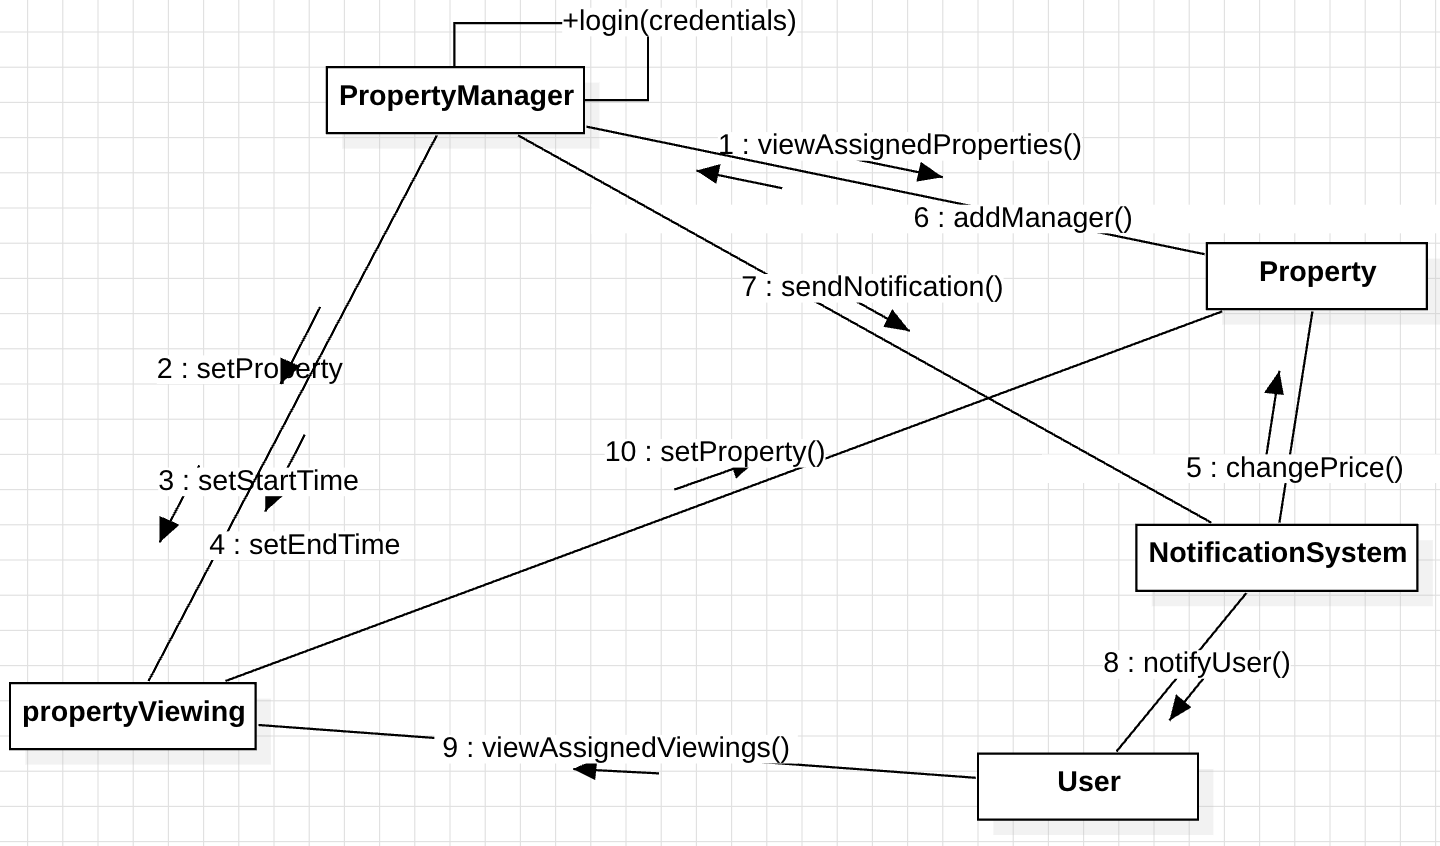 +login(credentials)
PropertyManager
1 : viewAssignedProperties()
6 : addManager()
Property
7 : sendNotification()
2 : setProperty
10 : setProperty()
5 : changePrice()
3 : setStartTime
4 : setEndTime
NotificationSystem
8 : notifyUser()
propertyViewing
9 : viewAssignedViewings()
User